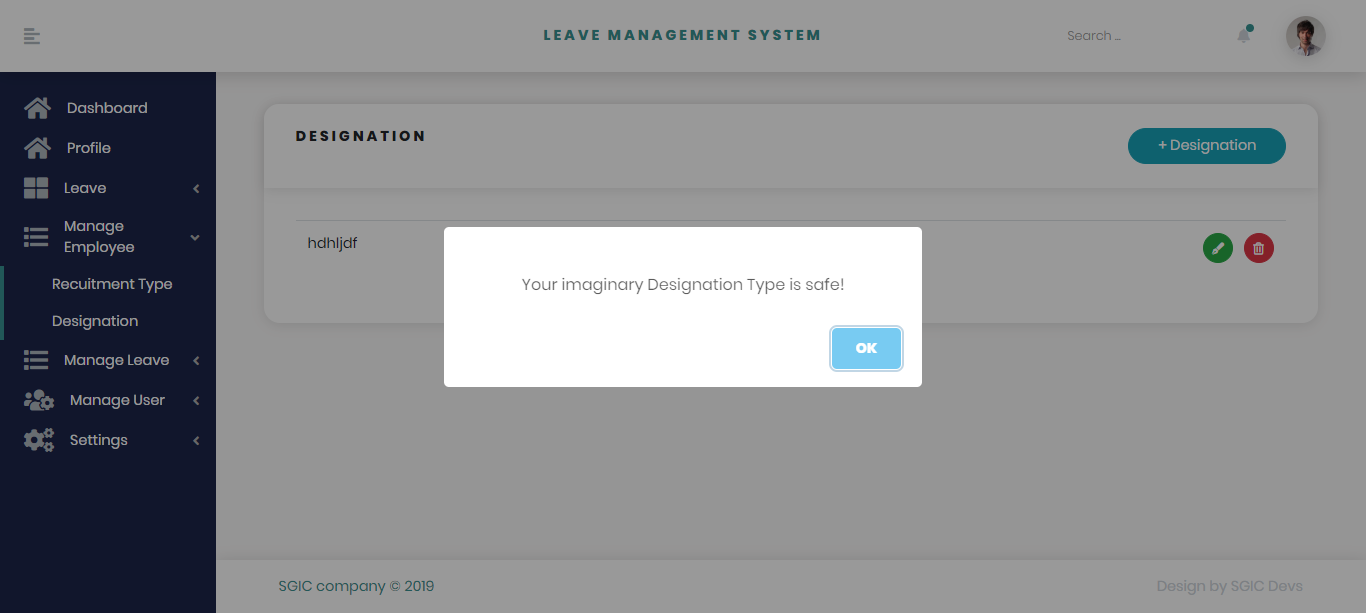 LEAVE MANAGEMENT SYSTEM
Search ...
Dashboard
Profile
Leave
Manage
Employee
Recuitment Type
Designation
Manage Leave
Manage User
Settings
DESIGNATION
+ Designation
hdhljdf
Your imaginary Designation Type is safe!
OK
SGIC company © 2019
Design by SGIC Devs